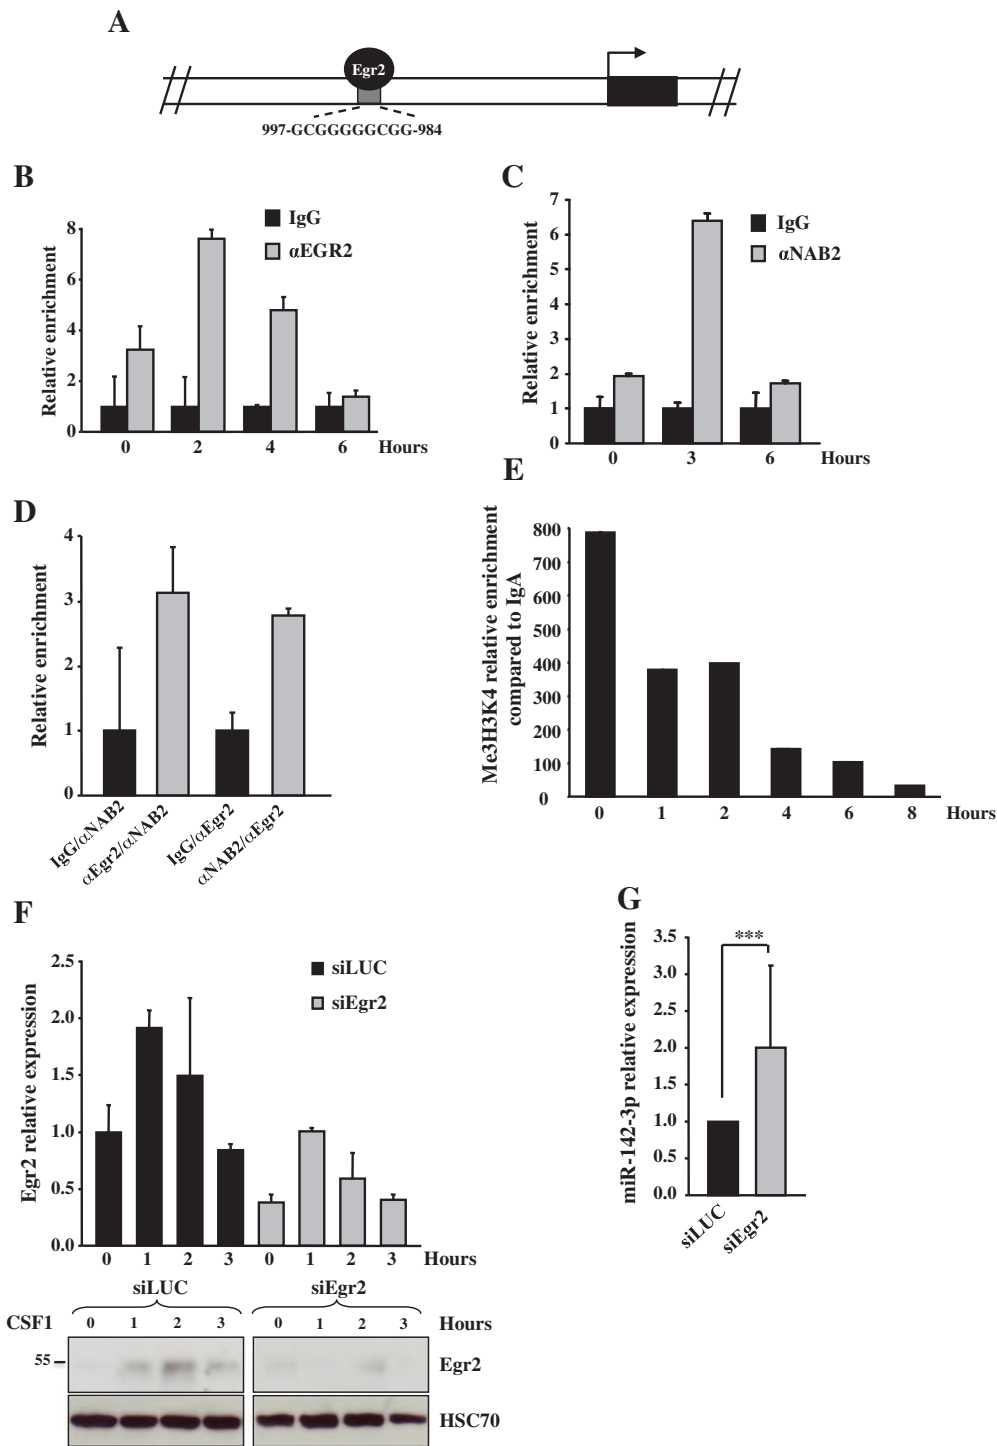 A
Egr2
997-GCGGGGGCGG-984
B
IgG
αEGR2
Relative enrichment
8
6
4
2
0
0 2 4 6 Hours
C
IgG
αNAB2
Relative enrichment
7
6
5
4
3
2
1
0
0 3 6 Hours
D
Relative enrichment
4
3
2
1
0
IgG/αNAB2
αEgr2/αNAB2
IgG/αEgr2
αNAB2/αEgr2
E
Me3H3K4 relative enrichment
compared to IgA
800
700
600
500
400
300
200
100
0
0 1 2 4 6 8 Hours
F
siLUC
siEgr2
Egr2 relative expression
2.5
2.0
1.5
1.0
0.5
0.0
0 1 2 3 0 1 2 3 Hours
siLUC siEgr2
CSF1 0 1 2 3 0 1 2 3 Hours
55 Egr2
HSC70
G
***
miR-142-3p relative expression
3.5
3.0
2.5
2.0
1.5
1.0
0.5
0.0
siLUC
siEgr2